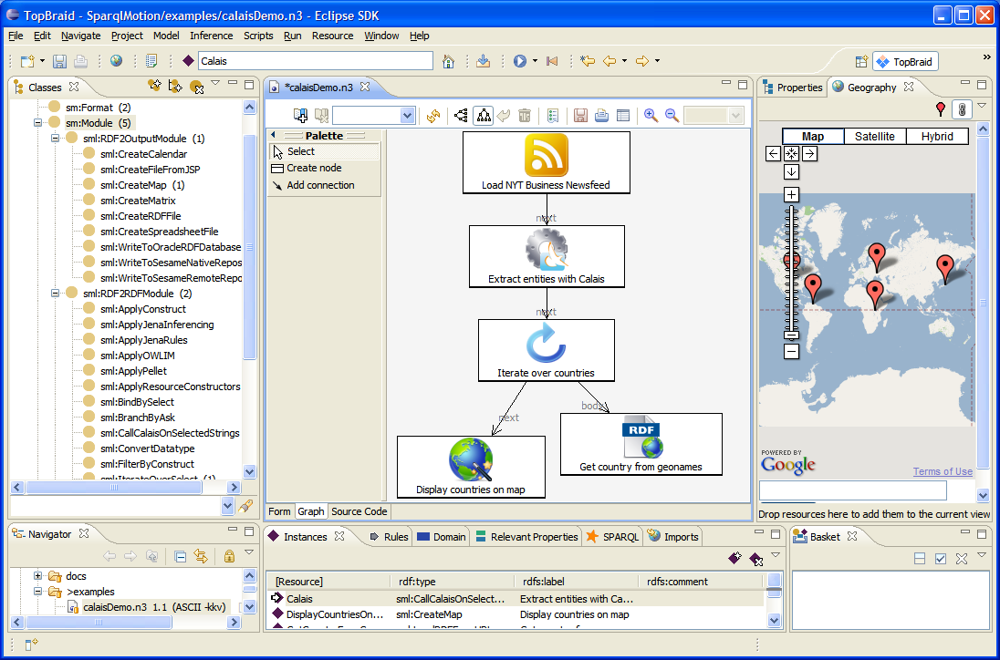 TopBraid - SparqlMotion/examples/calaisDemo.n3 - Eclipse SDK
File Edit Navigate Project Model Inference Scripts Run Resource Window Help
Calais
TopBraid
Classes
sm:Format (2)
sm:Module (5)
sml:RDF2OutputModule (1)
sml:CreateCalendar
sml:CreateFileFromJSP
sml:CreateMap (1)
sml:CreateMatrix
sml:CreateRDFFile
sml:CreateSpreadsheetFile
sml:WriteToOracleRDFDatabase
sml:WriteToSesameNativeRepos
sml:WriteToSesameRemoteRepo
sml:RDF2RDFModule (2)
sml:ApplyConstruct
sml:ApplyJenaInferencing
sml:ApplyJenaRules
sml:ApplyOWLIM
sml:ApplyPellet
sml:ApplyResourceConstructors
sml:BindBySelect
sml:BranchByAsk
sml:CallCalaisOnSelectedStrings
sml:ConvertDatatype
sml:FilterByConstruct
sml:IterateOverSelect (1)
*calaisDemo.n3
Palette
Select
Create node
Add connection
Load NYT Business Newsfeed
next
Extract entities with Calais
next
Iterate over countries
next
body
RDF
Get country from geonames
Display countries on map
Form Graph Source Code
Properties Geography
Map Satellite Hybrid
POWERED BY
Google
Terms of Use
Drop resources here to add them to the current view
Navigator
docs
>examples
calaisDemo.n3 1.1 (ASCII -kkv)
Instances Rules Domain Relevant Properties SPARQL Imports
[Resource] rdf:type rdfs:label rdfs:comment
Calais sml:CallCalaisOnSelect... Extract entities with Ca...
DisplayCountriesOn... sml:CreateMap Display countries on map
Basket